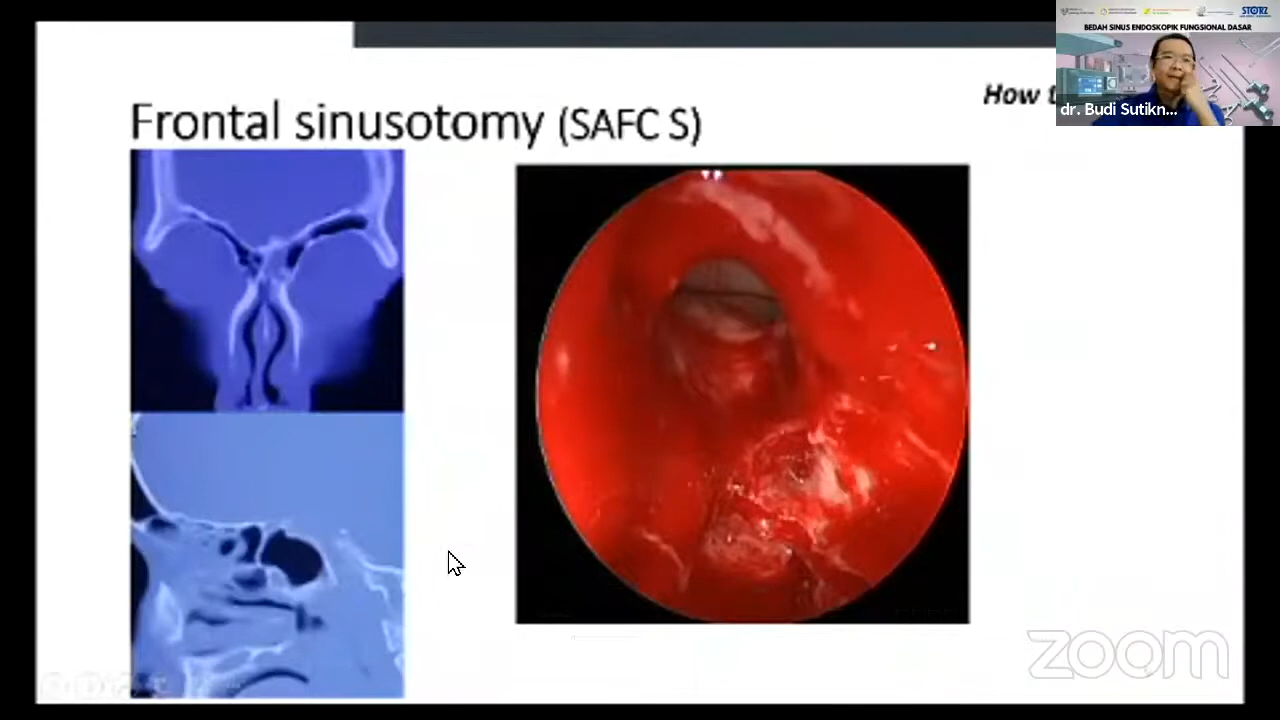 STORZ
BEDAH SINUS ENDOSKOPIK FUNGSIONAL DASAR
How t
dr. Budi Sutikn...
Frontal sinusotomy (SAFC S)
zoom